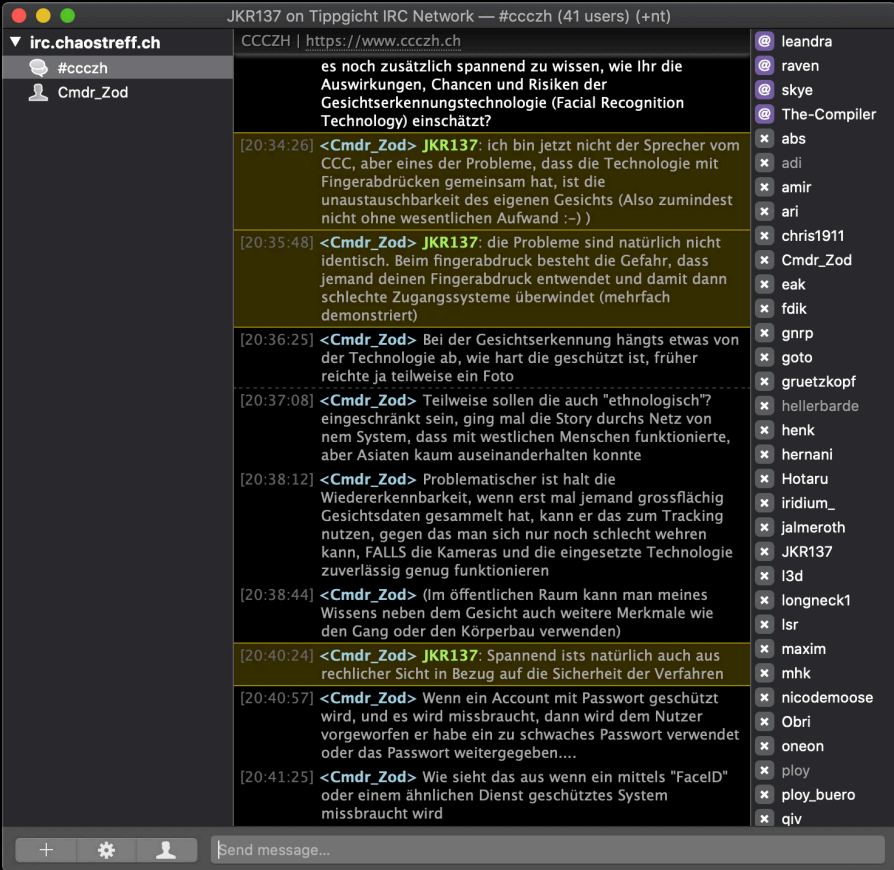 JKR137 on Tippgicht IRC Network — #ccczh (41 users) (+nt)
irc.chaostreff.ch
#ccczh
Cmdr_Zod
CCCZH | https://www.ccczh.ch
es noch zusätzlich spannend zu wissen, wie Ihr die
Auswirkungen, Chancen und Risiken der
Gesichtserkennungstechnologie (Facial Recognition
Technology) einschätzt?
[20:34:26] <Cmdr_Zod> JKR137: ich bin jetzt nicht der Sprecher vom
CCC, aber eines der Probleme, dass die Technologie mit
Fingerabdrücken gemeinsam hat, ist die
unaustauschbarkeit des eigenen Gesichts (Also zumindest
nicht ohne wesentlichen Aufwand :-) )
[20:35:48] <Cmdr_Zod> JKR137: die Probleme sind natürlich nicht
identisch. Beim fingerabdruck besteht die Gefahr, dass
jemand deinen Fingerabdruck entwendet und damit dann
schlechte Zugangssysteme überwindet (mehrfach
demonstriert)
[20:36:25] <Cmdr_Zod> Bei der Gesichtserkennung hängts etwas von
der Technologie ab, wie hart die geschützt ist, früher
reichte ja teilweise ein Foto
[20:37:08] <Cmdr_Zod> Teilweise sollen die auch "ethnologisch"?
eingeschränkt sein, ging mal die Story durchs Netz von
nem System, dass mit westlichen Menschen funktionierte,
aber Asiaten kaum auseinanderhalten konnte
[20:38:12] <Cmdr_Zod> Problematischer ist halt die
Wiedererkennbarkeit, wenn erst mal jemand grossflächig
Gesichtsdaten gesammelt hat, kann er das zum Tracking
nutzen, gegen das man sich nur noch schlecht wehren
kann, FALLS die Kameras und die eingesetzte Technologie
zuverlässig genug funktionieren
[20:38:44] <Cmdr_Zod> (Im öffentlichen Raum kann man meines
Wissens neben dem Gesicht auch weitere Merkmale wie
den Gang oder den Körperbau verwenden)
[20:40:24] <Cmdr_Zod> JKR137: Spannend ists natürlich auch aus
rechlicher Sicht in Bezug auf die Sicherheit der Verfahren
[20:40:57] <Cmdr_Zod> Wenn ein Account mit Passwort geschützt
wird, und es wird missbraucht, dann wird dem Nutzer
vorgeworfen er habe ein zu schwaches Passwort verwendet
oder das Passwort weitergegeben....
[20:41:25] <Cmdr_Zod> Wie sieht das aus wenn ein mittels "FaceID"
oder einem ähnlichen Dienst geschütztes System
missbraucht wird
Send message...
@ leandra
@ raven
@ skye
@ The-Compiler
x abs
x adi
x amir
x ari
x chris1911
x Cmdr_Zod
x eak
x fdik
x gnrp
x goto
x gruetzkopf
x hellerbarde
x henk
x hernani
x Hotaru
x iridium_
x jalmeroth
x JKR137
x l3d
x longneck1
x lsr
x maxim
x mhk
x nicodemoose
x Obri
x oneon
x ploy
x ploy_buero
x qiv